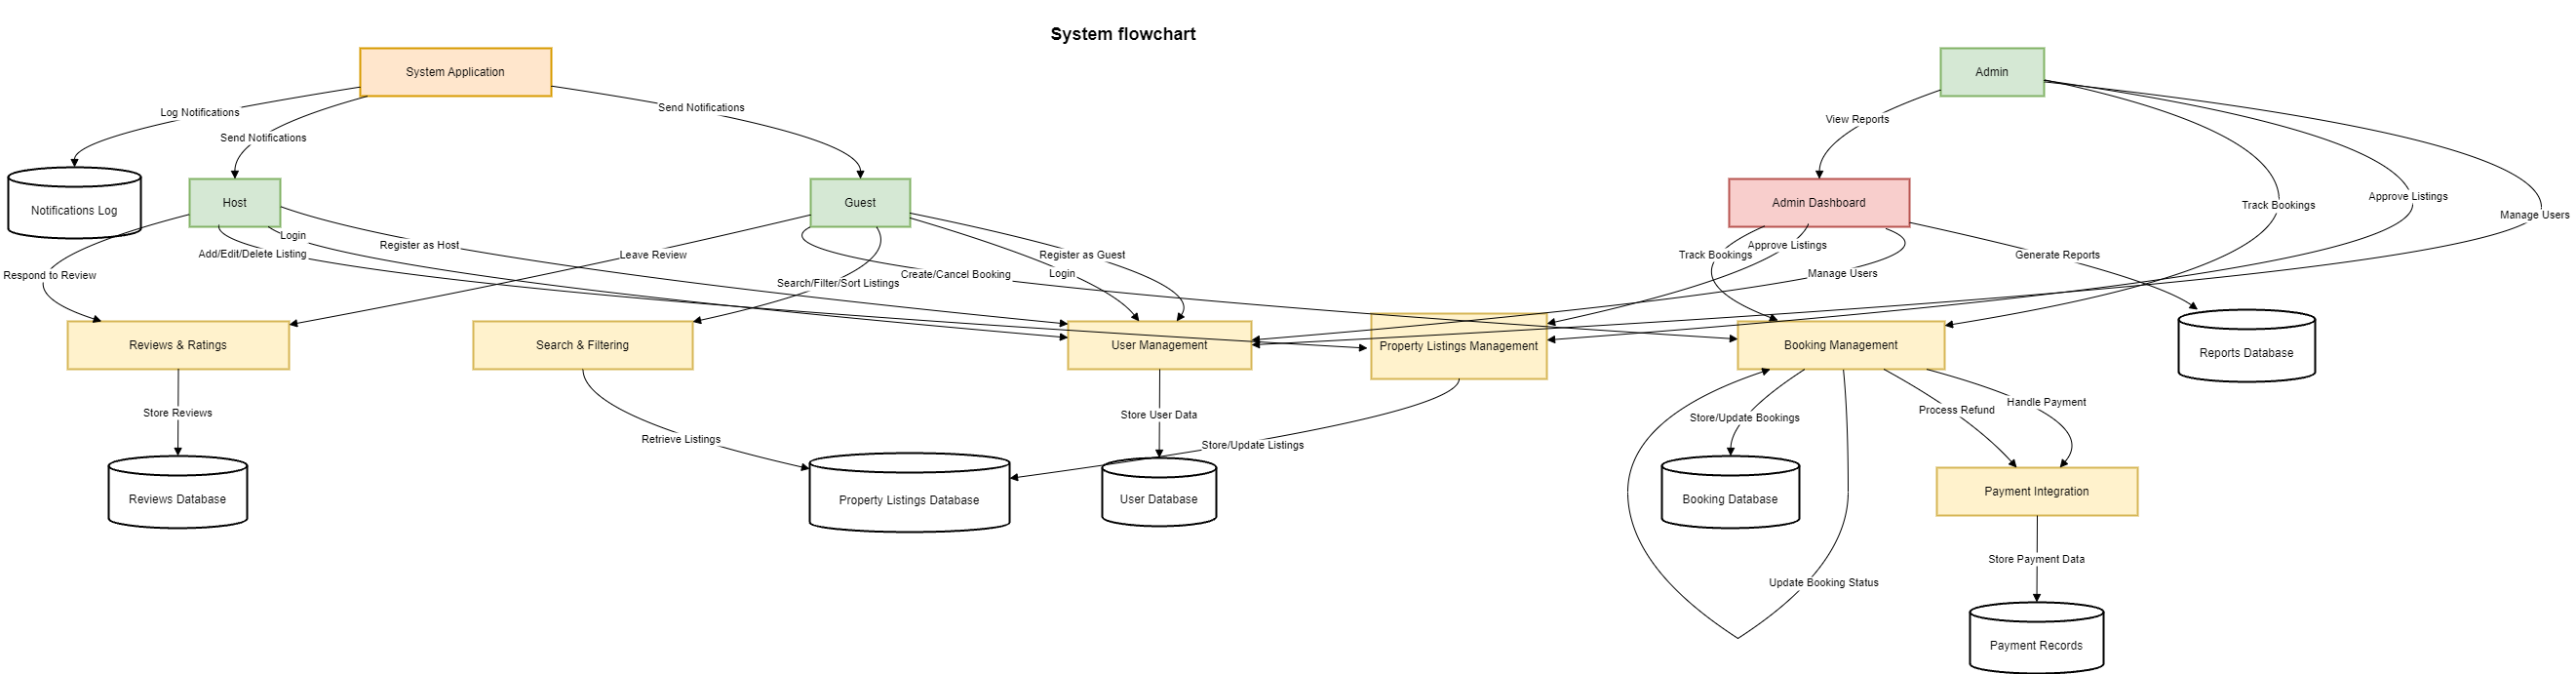 System flowchart
System Application
Admin
Log Notifications
Send Notifications
Send Notifications
View Reports
Notifications Log
Host
Guest
Admin Dashboard
Track Bookings
Approve Listings
Manage Users
Login
Add/Edit/Delete Listing
Register as Host
Respond to Review
Leave Review
Search/Filter/Sort Listings
Create/Cancel Booking
Register as Guest
Login
Track Bookings
Approve Listings
Manage Users
Generate Reports
Reviews & Ratings
Search & Filtering
User Management
Property Listings Management
Booking Management
Reports Database
Store Reviews
Retrieve Listings
Store User Data
Store/Update Listings
Store/Update Bookings
Process Refund
Handle Payment
Reviews Database
Property Listings Database
User Database
Booking Database
Payment Integration
Update Booking Status
Store Payment Data
Payment Records